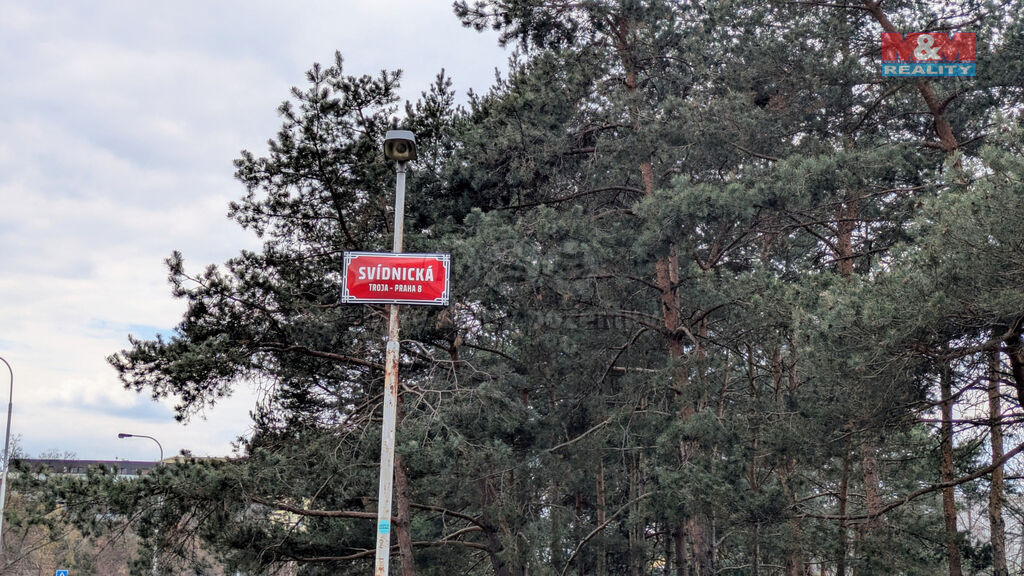 M&M
REALITY
SVÍDNICKÁ
TROJA - PRAHA 8